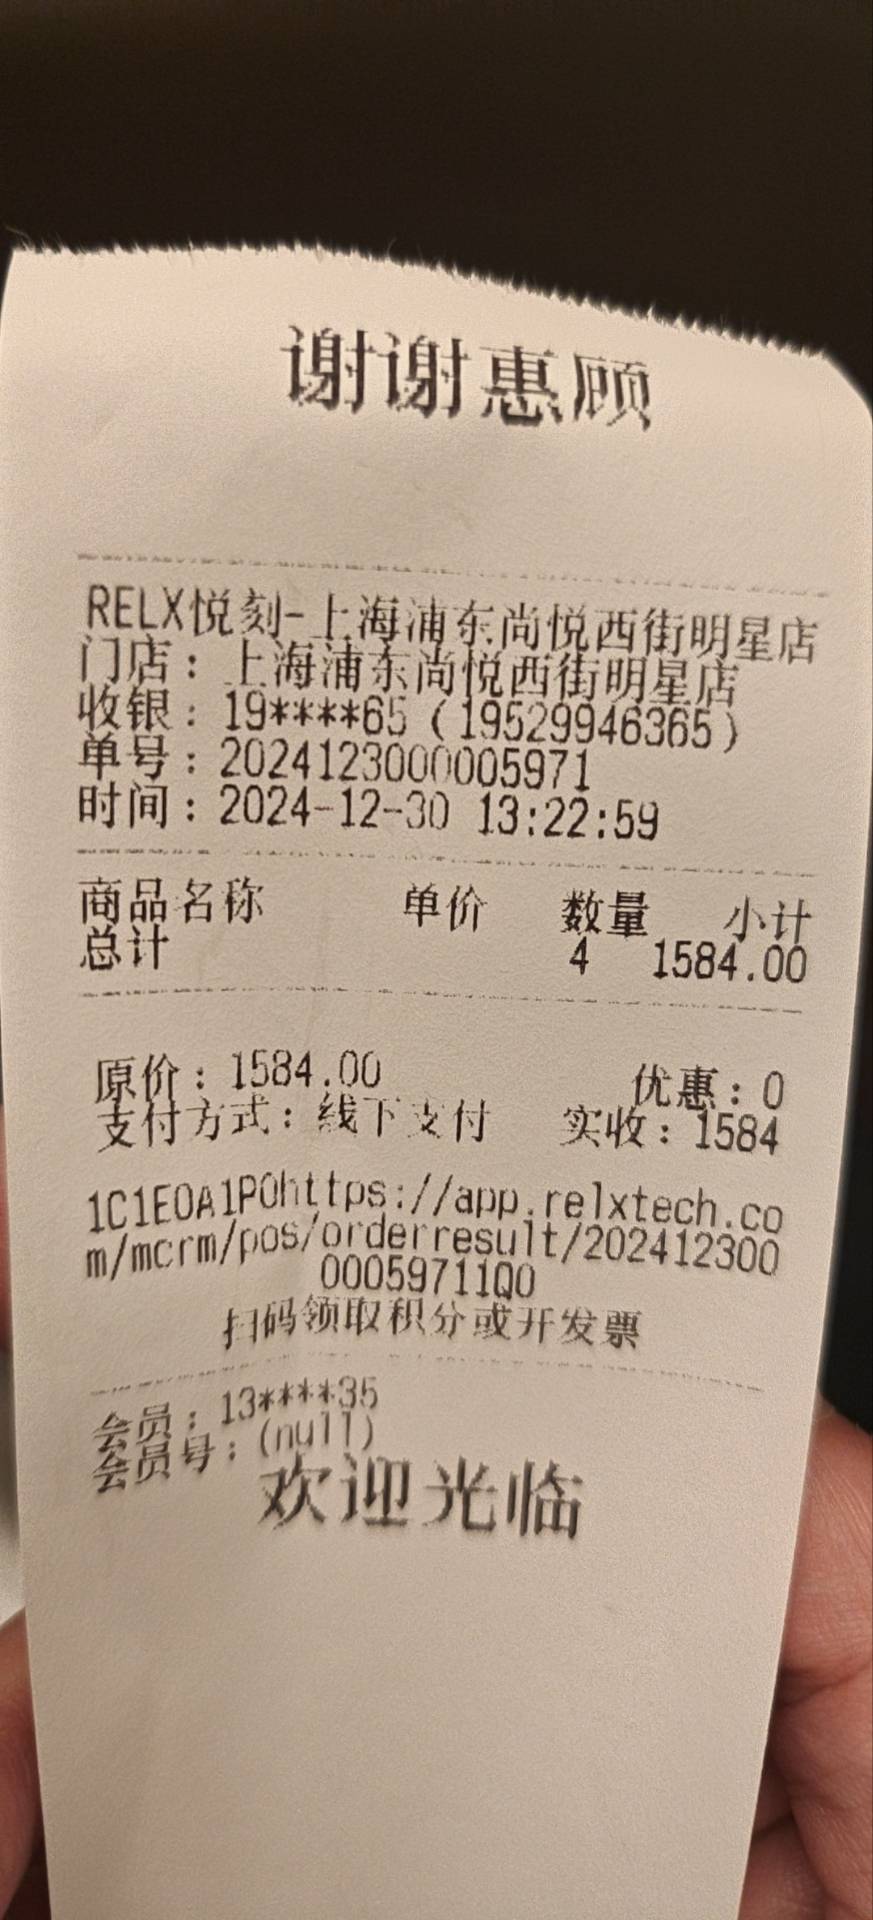 谢谢惠顾
RELX悦刻-上海浦东尚悦西街明星店
门店：上海浦东尚悦西街明星店
收银：19****65（19529946365）
单号：2024123000005971
时间：2024-12-30 13:22:59
商品名称 单价 数量 小计
总计 4 1584.00
原价：1584.00 优惠：0
支付方式：线下支付 实收：1584
1C1E0A1P0https://app.relxtech.co
m/mcrm/pos/orderresult/202412300
00059711Q0
扫码领取积分或开发票
会员：13****35
会员号：(null)
欢迎光临